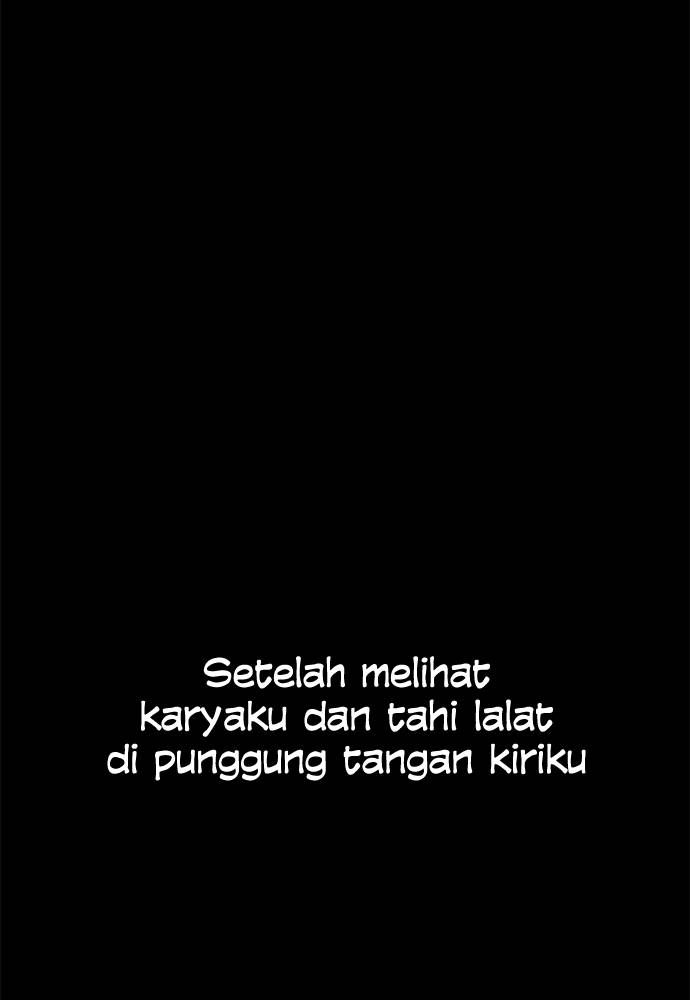 Setelah melihat
karyaku dan tahi lalat
di punggung tangan kiriku